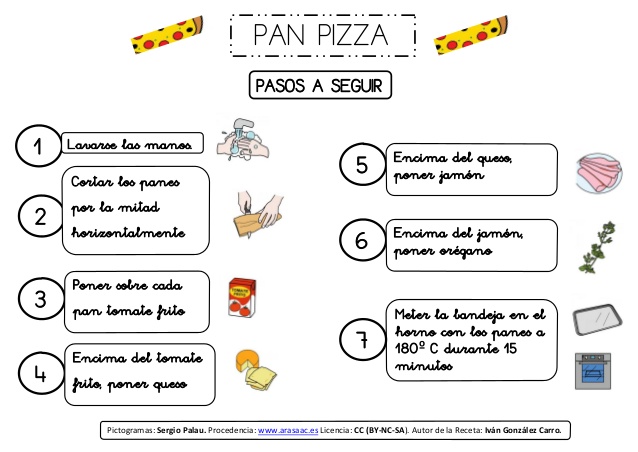 PAN PIZZA
PASOS A SEGUIR
1
Lavarse las manos.
2
Cortar los panes
por la mitad
horizontalmente
3
Poner sobre cada
pan tomate frito
4
Encima del tomate
frito, poner queso
5
Encima del queso,
poner jamón
6
Encima del jamón,
poner orégano
7
Meter la bandeja en el
horno con los panes a
180º C durante 15
minutos
TOMATE
FRITO
Pictogramas: Sergio Palau. Procedencia: www.arasaac.es Licencia: CC (BY-NC-SA). Autor de la Receta: Iván González Carro.